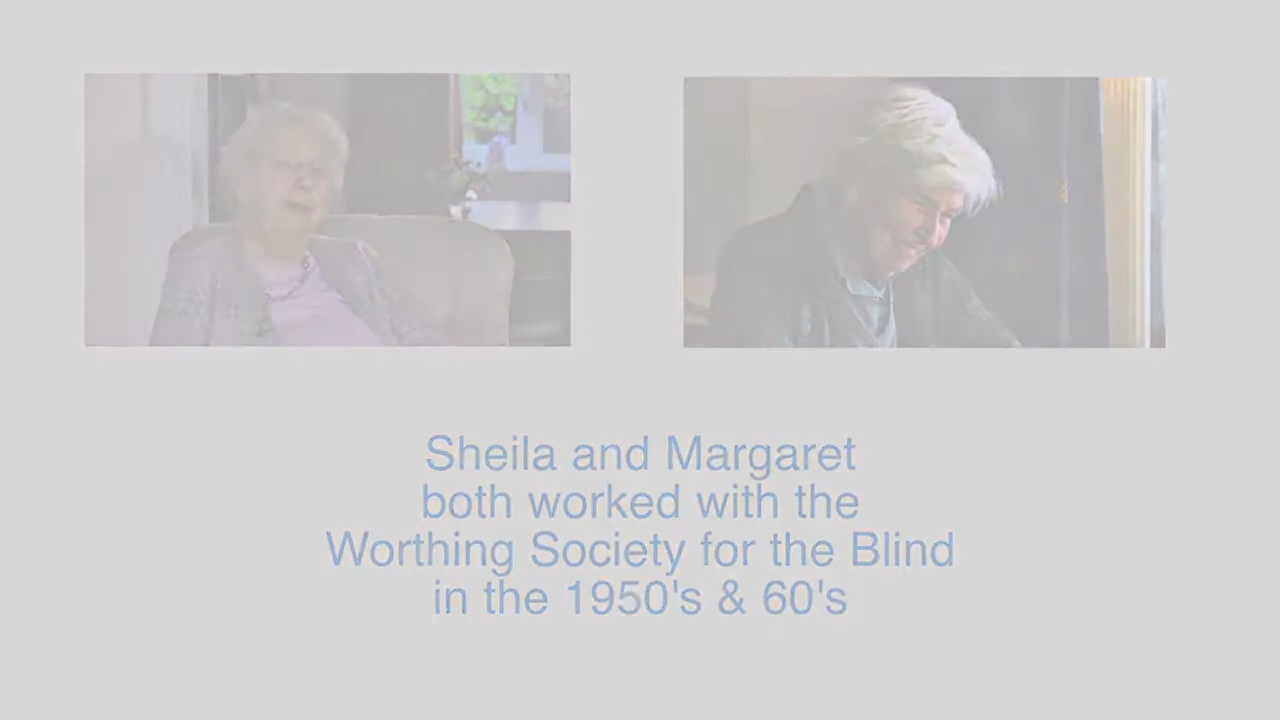 Sheila and Margaret
both worked with the
Worthing Society for the Blind
in the 1950's & 60's